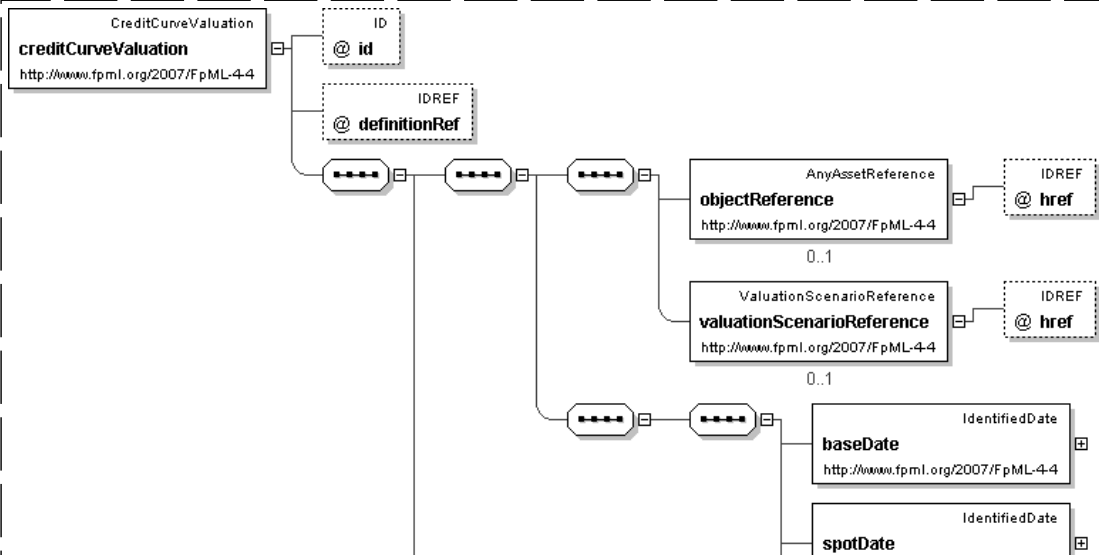 CreditCurveValuation
creditCurveValuation
http://www.fpml.org/2007/FpML-4-4
ID
@ id
IDREF
@ definitionRef
AnyAssetReference
objectReference
http://www.fpml.org/2007/FpML-4-4
0..1
IDREF
@ href
ValuationScenarioReference
valuationScenarioReference
http://www.fpml.org/2007/FpML-4-4
0..1
IDREF
@ href
IdentifiedDate
baseDate
http://www.fpml.org/2007/FpML-4-4
IdentifiedDate
spotDate